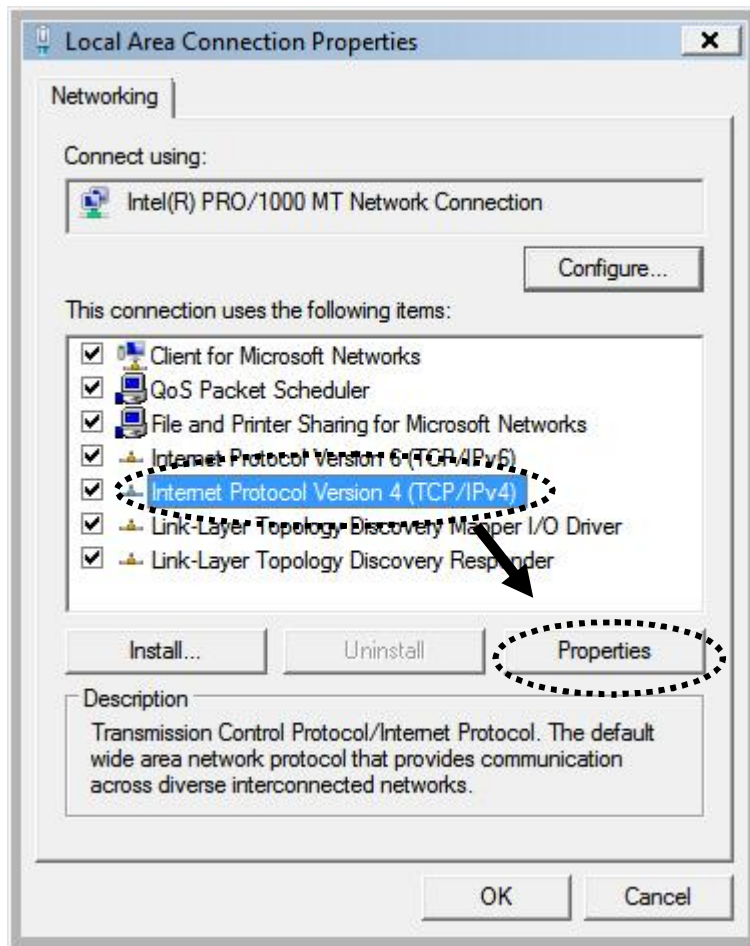 Local Area Connection Properties
Networking
Connect using:
Intel(R) PRO/1000 MT Network Connection
Configure...
This connection uses the following items:
Client for Microsoft Networks
QoS Packet Scheduler
File and Printer Sharing for Microsoft Networks
Internet Protocol Version 6 (TCP/IPv6)
Internet Protocol Version 4 (TCP/IPv4)
Link-Layer Topology Discovery Mapper I/O Driver
Link-Layer Topology Discovery Responder
Install... Uninstall Properties
Description
Transmission Control Protocol/Internet Protocol. The default
wide area network protocol that provides communication
across diverse interconnected networks.
OK Cancel